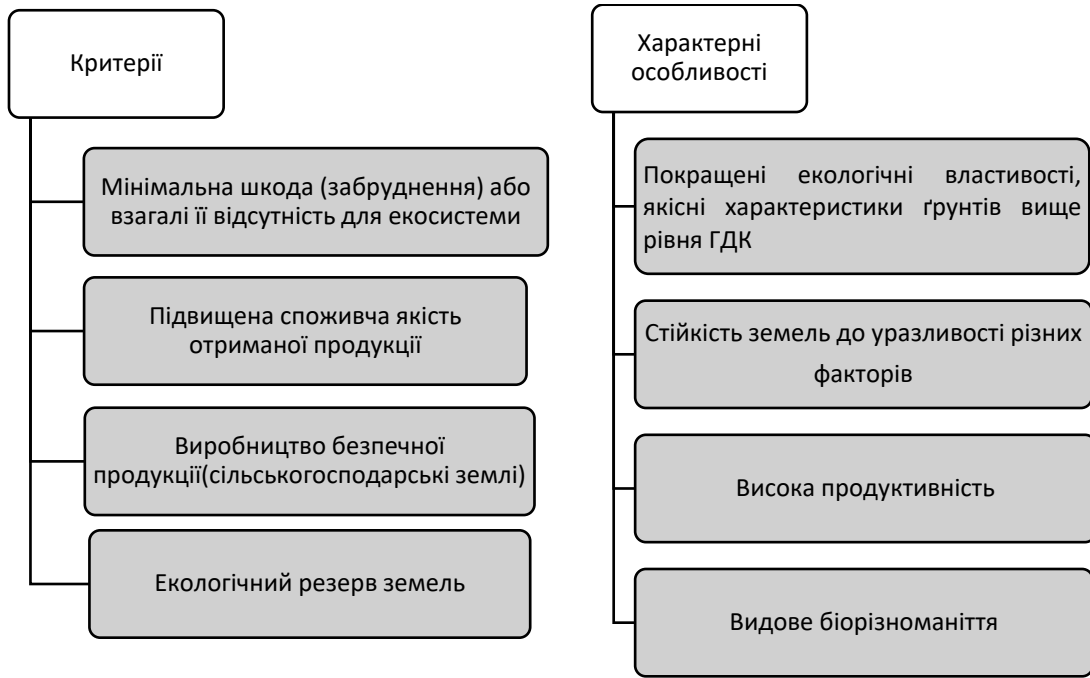 Критерії
Мінімальна шкода (забруднення) або
взагалі її відсутність для екосистеми
Підвищена споживча якість
отриманої продукції
Виробництво безпечної
продукції(сільськогосподарські землі)
Екологічний резерв земель
Характерні
особливості
Покращені екологічні властивості,
якісні характеристики ґрунтів вище
рівня ГДК
Стійкість земель до уразливості різних
факторів
Висока продуктивність
Видове біорізноманіття